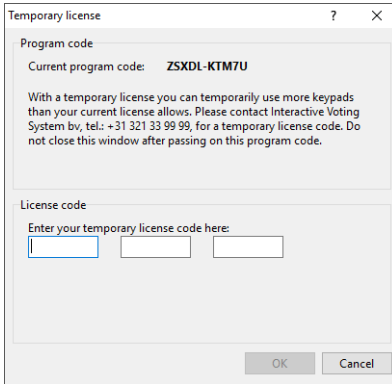 Temporary license
? ×
Program code
Current program code: ZSXDL-KTM7U
With a temporary license you can temporarily use more keypads
than your current license allows. Please contact Interactive Voting
System bv, tel.: +31 321 33 99 99, for a temporary license code. Do
not close this window after passing on this program code.
License code
Enter your temporary license code here:
OK
Cancel